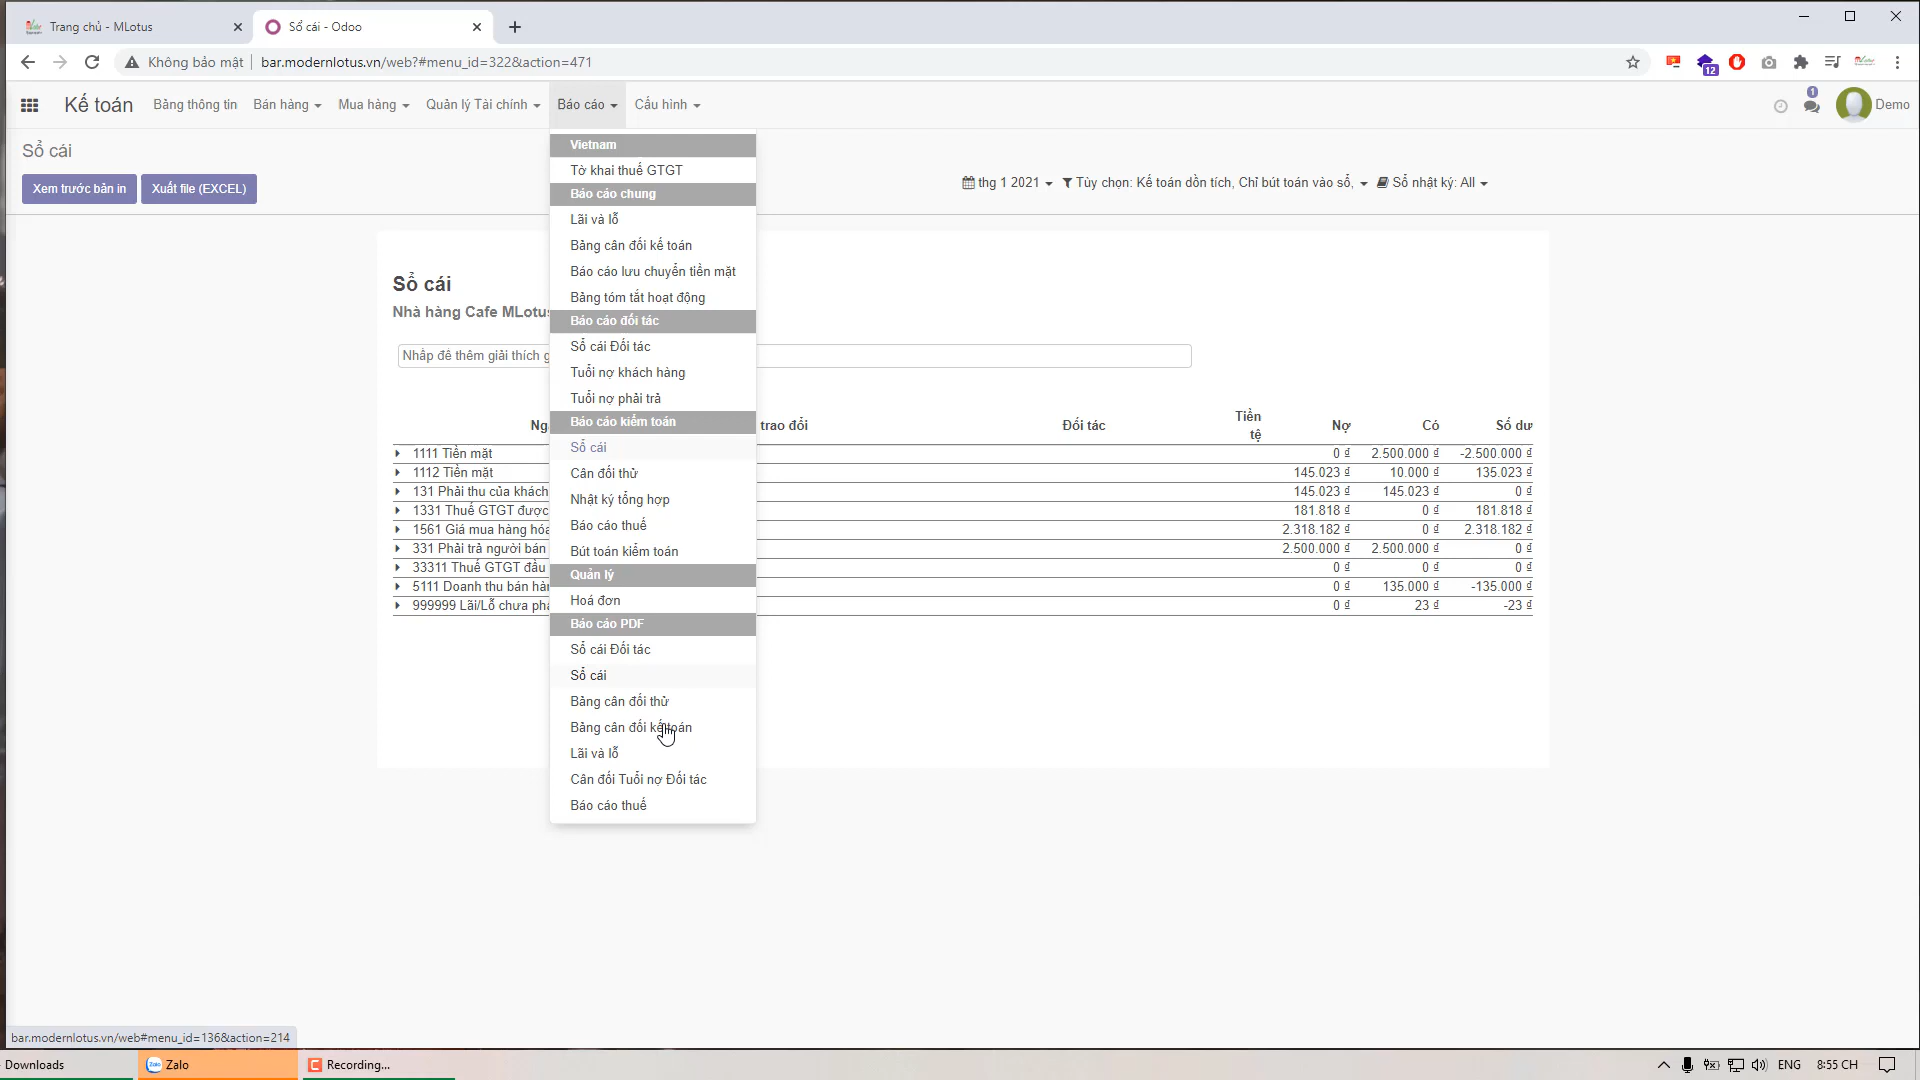 Trang chủ - MLotus
Sổ cái - Odoo
Không bảo mật
bar.modernlotus.vn/web?#menu_id=322&action=471
12
Kế toán
Bảng thông tin
Bán hàng
Mua hàng
Quản lý Tài chính
Báo cáo
Cấu hình
1
Demo
Sổ cái
Xem trước bản in
Xuất file (EXCEL)
thg 1 2021
Tùy chọn: Kế toán dồn tích, Chỉ bút toán vào sổ,
Sổ nhật ký: All
Vietnam
Tờ khai thuế GTGT
Báo cáo chung
Lãi và lỗ
Bảng cân đối kế toán
Báo cáo lưu chuyển tiền mặt
Bảng tóm tắt hoạt động
Báo cáo đối tác
Sổ cái Đối tác
Tuổi nợ khách hàng
Tuổi nợ phải trả
Báo cáo kiểm toán
Sổ cái
Cân đối thử
Nhật ký tổng hợp
Báo cáo thuế
Bút toán kiểm toán
Quản lý
Hoá đơn
Báo cáo PDF
Sổ cái Đối tác
Sổ cái
Bảng cân đối thử
Bảng cân đối kế toán
Lãi và lỗ
Cân đối Tuổi nợ Đối tác
Báo cáo thuế
Sổ cái
Nhà hàng Cafe MLotus
Nhấp để thêm giải thích
trao đổi Đối tác Tiền tệ Nợ Có Số dư
1111 Tiền mặt 0 ₫ 2.500.000 ₫ -2.500.000 ₫
1112 Tiền mặt 145.023 ₫ 10.000 ₫ 135.023 ₫
131 Phải thu của khách 145.023 ₫ 145.023 ₫ 0 ₫
1331 Thuế GTGT được 181.818 ₫ 0 ₫ 181.818 ₫
1561 Giá mua hàng hóa 2.318.182 ₫ 0 ₫ 2.318.182 ₫
331 Phải trả người bán 2.500.000 ₫ 2.500.000 ₫ 0 ₫
33311 Thuế GTGT đầu 0 ₫ 0 ₫ 0 ₫
5111 Doanh thu bán 0 ₫ 135.000 ₫ -135.000 ₫
999999 Lãi/Lỗ chưa 0 ₫ 23 ₫ -23 ₫
bar.modernlotus.vn/web#menu_id=136&action=214
Downloads
Zalo
Recording...
ENG
8:55 CH